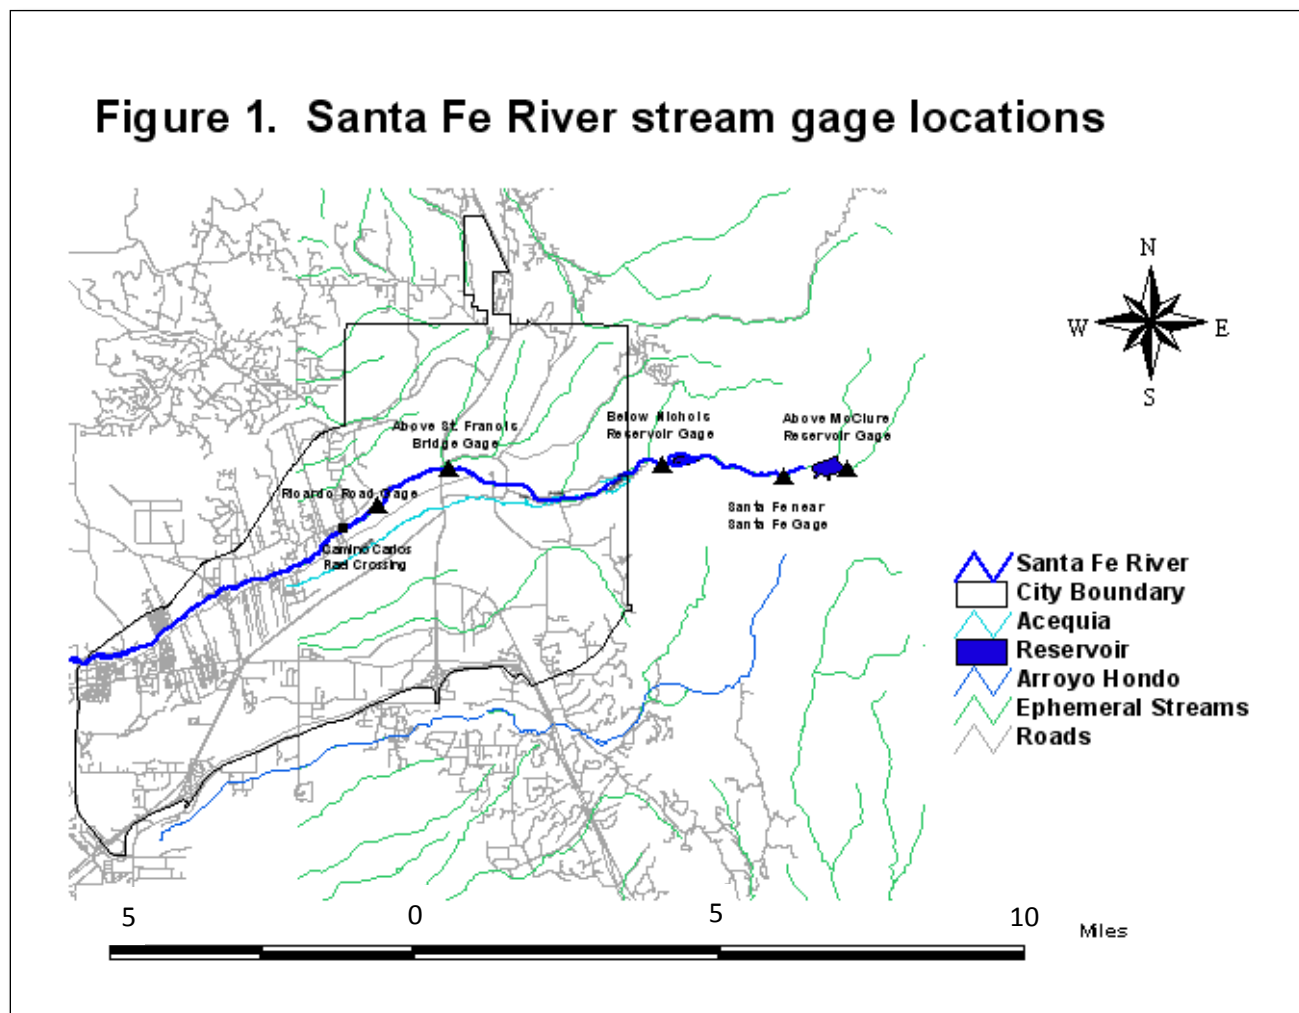 Figure 1. Santa Fe River stream gage locations
N
W
E
S
Below Nichols
Reservoir Gage
Above McClure
Reservoir Gage
Above St. Francis
Bridge Gage
Ricardo Road Gage
Santa Fe near
Santa Fe Gage
Camino Carlos
Rael Crossing
Santa Fe River
City Boundary
Acequia
Reservoir
Arroyo Hondo
Ephemeral Streams
Roads
5 0 5 10
Miles